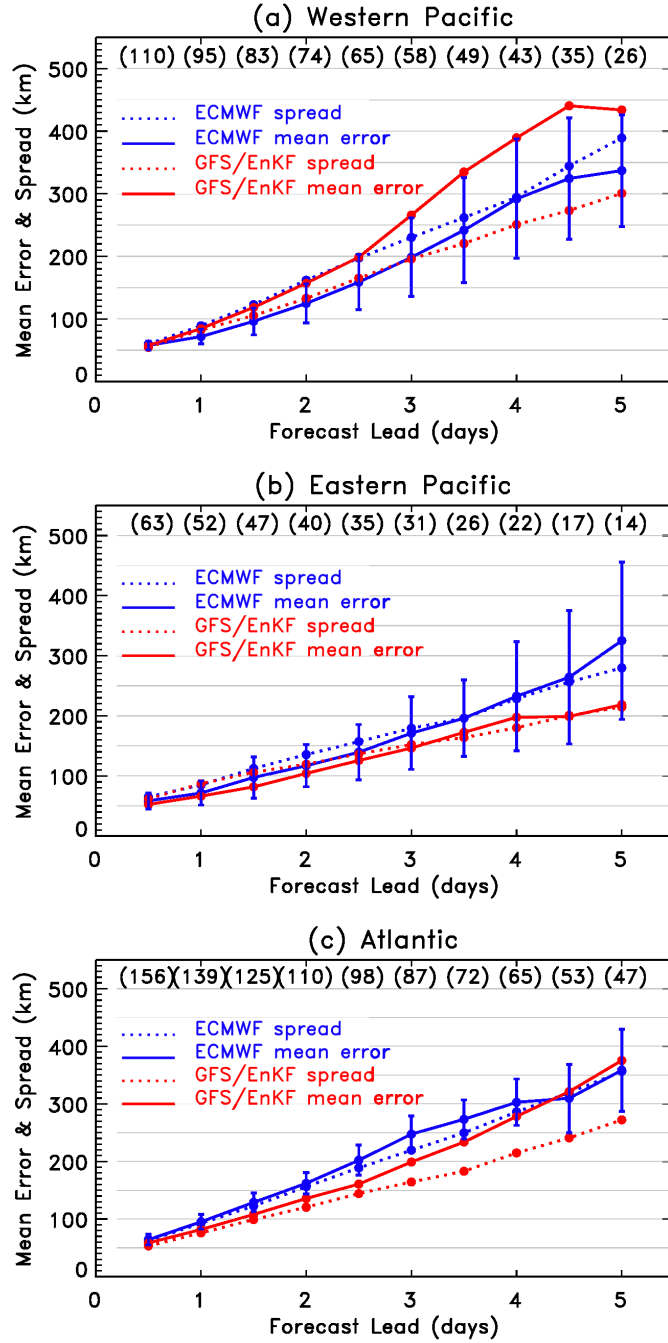 (a) Western Pacific
(110) (95) (83) (74) (65) (58) (49) (43) (35) (26)
500
400
300
200
100
0
Mean Error & Spread (km)
ECMWF spread
ECMWF mean error
GFS/EnKF spread
GFS/EnKF mean error
0 1 2 3 4 5
Forecast Lead (days)
(b) Eastern Pacific
(63) (52) (47) (40) (35) (31) (26) (22) (17) (14)
500
400
300
200
100
0
Mean Error & Spread (km)
ECMWF spread
ECMWF mean error
GFS/EnKF spread
GFS/EnKF mean error
0 1 2 3 4 5
Forecast Lead (days)
(c) Atlantic
(156)(139)(125)(110) (98) (87) (72) (65) (53) (47)
500
400
300
200
100
0
Mean Error & Spread (km)
ECMWF spread
ECMWF mean error
GFS/EnKF spread
GFS/EnKF mean error
0 1 2 3 4 5
Forecast Lead (days)